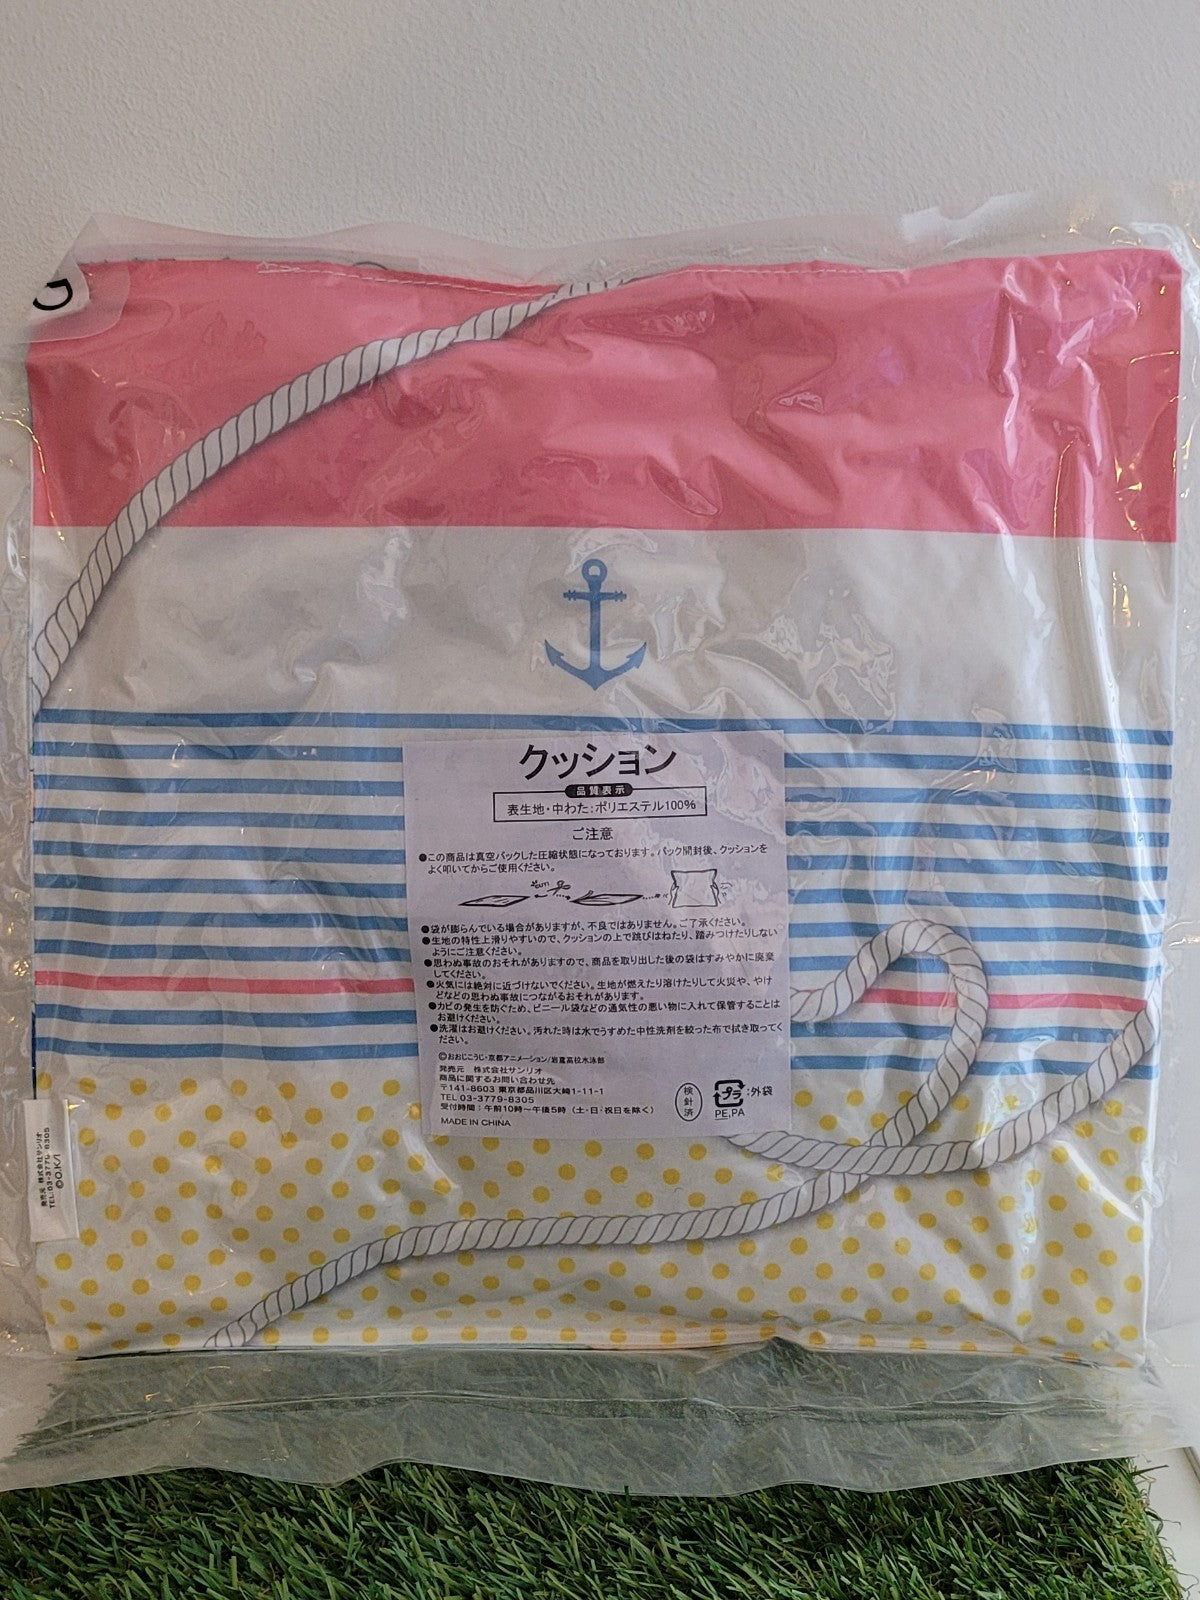 クッション
品質表示
表生地・中わた:ポリエステル100%
ご注意
●この商品は真空パックした圧縮状態になっております。パック開封後、クッションを
よく叩いてからご使用ください。
●袋が膨らんでいる場合がありますが、不良ではありません。ご了承ください。
●生地の特性上滑りやすいので、クッションの上で跳びはねたり、踏みつけたりしない
ようにご注意ください。
●思わぬ事故のおそれがありますので、商品を取り出した後の袋はすみやかに廃棄
してください。
●火気には絶対に近づけないでください。生地が燃えたり溶けたりして火災や、やけ
どなどの思わぬ事故につながるおそれがあります。
●カビの発生を防ぐため、ビニール袋などの通気性の悪い物に入れて保管することは
お避けください。
●洗濯はお避けください。汚れた時は水でうすめた中性洗剤を絞った布で拭き取ってく
ださい。
©おおじこうじ・京都アニメーション/岩鳶高校水泳部
発売元 株式会社サンリオ
商品に関するお問い合わせ先
〒141-8603 東京都品川区大崎1-11-1
TEL 03-3779-8305
受付時間:午前10時〜午後5時(土・日・祝日を除く)
MADE IN CHINA
検針済
プラ:外袋
PE,PA
発売元 株式会社サンリオ
TEL:03-3779-8305
©O.K/I